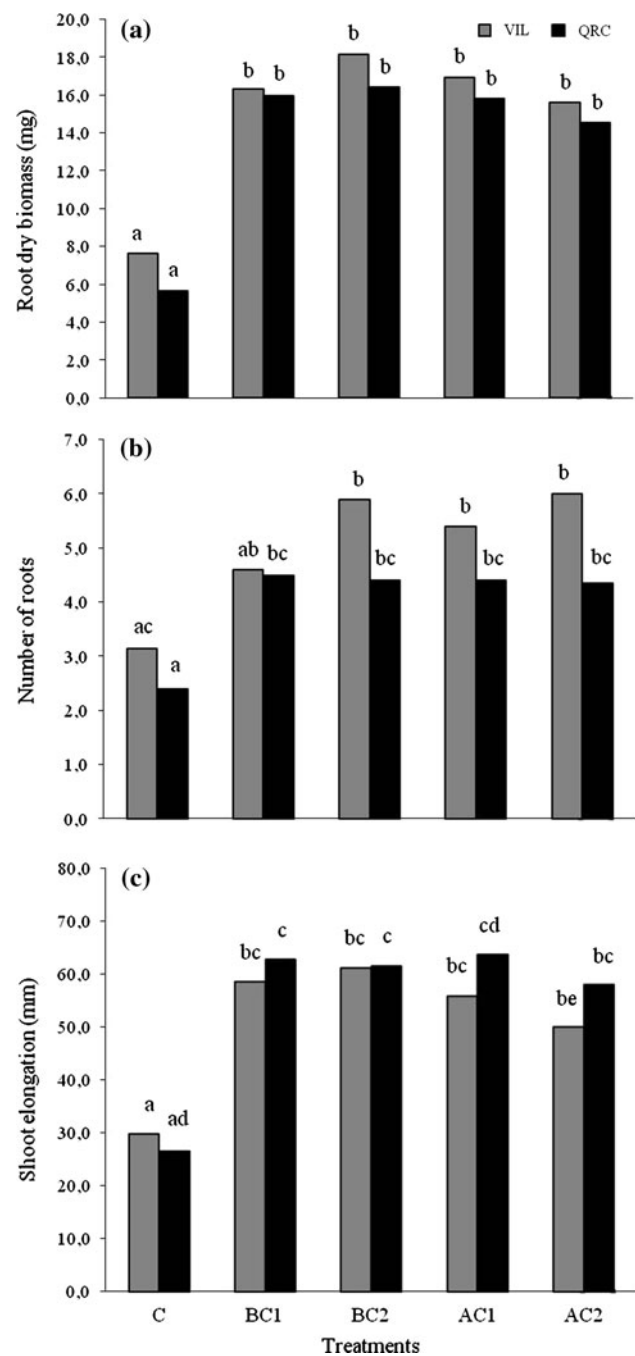 (a)
VIL QRC
Root dry biomass (mg)
20,0
18,0
16,0
14,0
12,0
10,0
8,0
6,0
4,0
2,0
0,0
a a b b b b b b b b
(b)
Number of roots
7,0
6,0
5,0
4,0
3,0
2,0
1,0
0,0
ac a ab bc b bc b bc b bc
(c)
Shoot elongation (mm)
80,0
70,0
60,0
50,0
40,0
30,0
20,0
10,0
0,0
a ad bc c bc c bc cd be bc
C BC1 BC2 AC1 AC2
Treatments